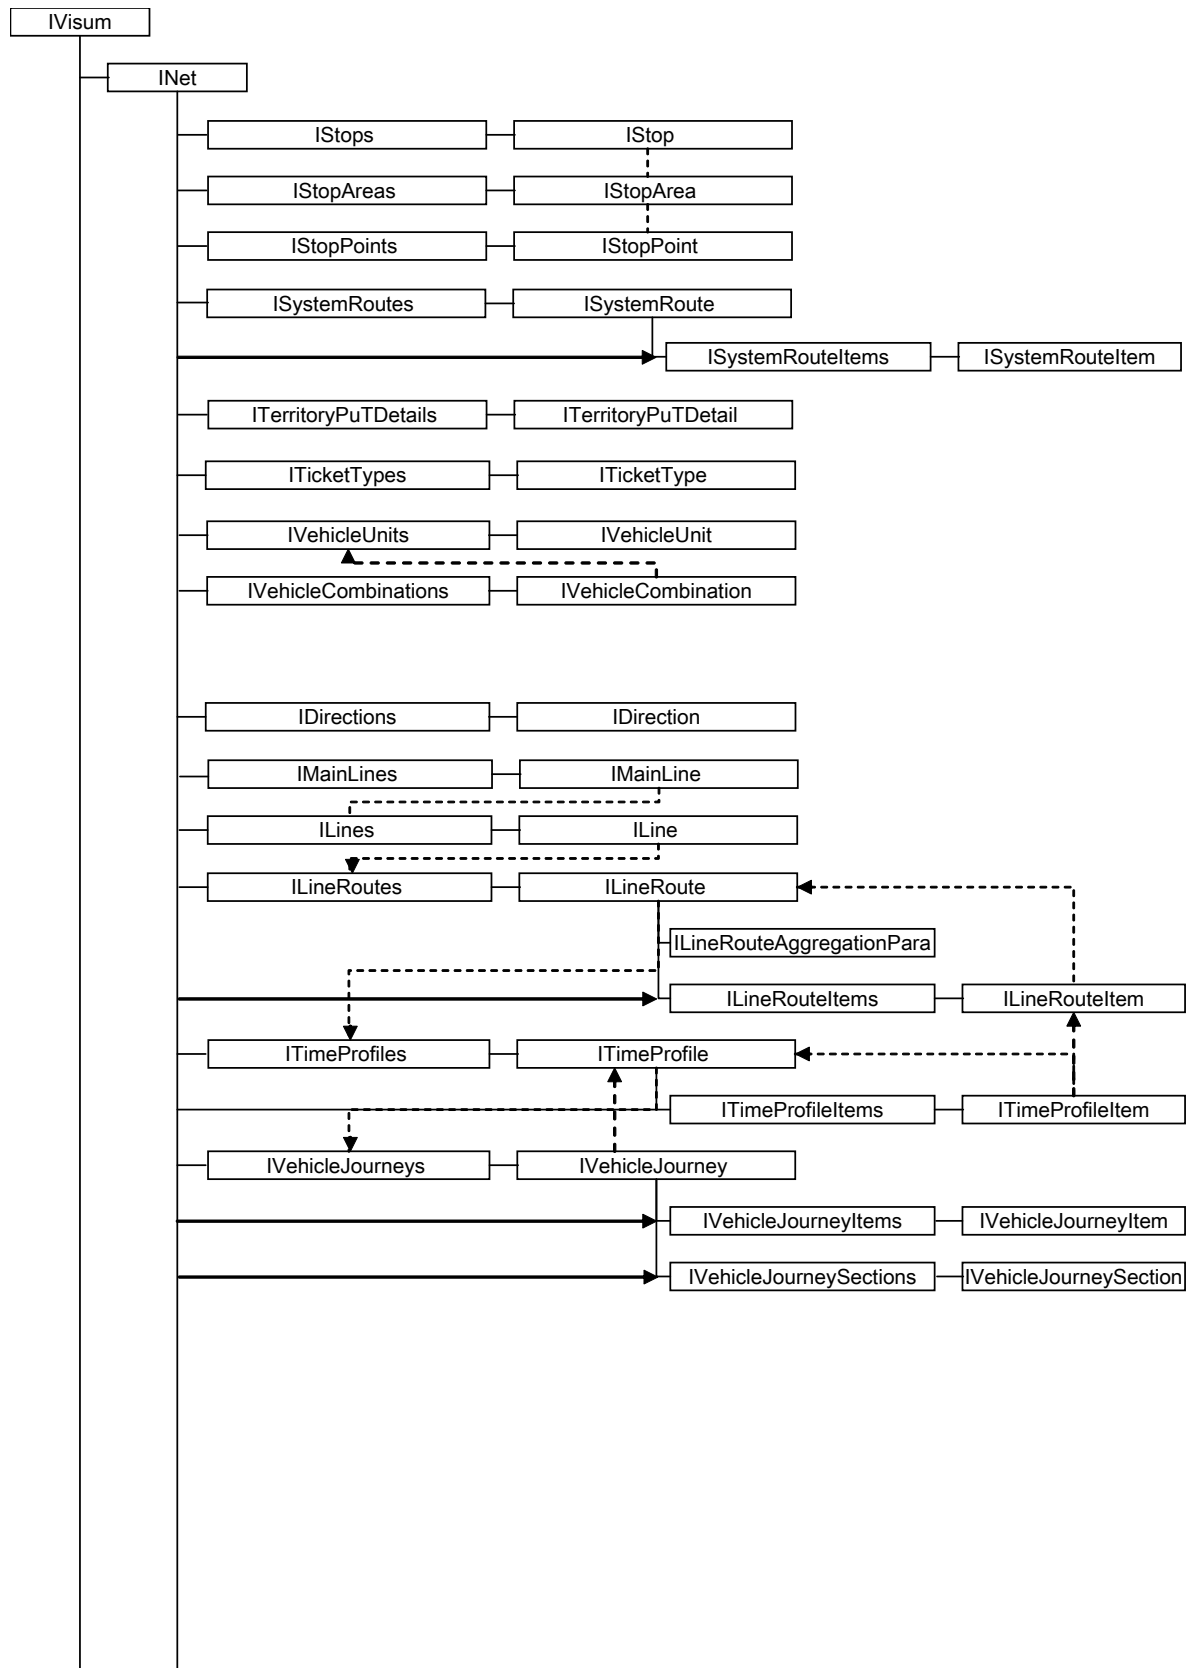 IVisum
INet
IStops
IStop
IStopAreas
IStopArea
IStopPoints
IStopPoint
ISystemRoutes
ISystemRoute
ISystemRouteItems
ISystemRouteItem
ITerritoryPuTDetails
ITerritoryPuTDetail
ITicketTypes
ITicketType
IVehicleUnits
IVehicleUnit
IVehicleCombinations
IVehicleCombination
IDirections
IDirection
IMainLines
IMainLine
ILines
ILine
ILineRoutes
ILineRoute
ILineRouteAggregationPara
ILineRouteItems
ILineRouteItem
ITimeProfiles
ITimeProfile
ITimeProfileItems
ITimeProfileItem
IVehicleJourneys
IVehicleJourney
IVehicleJourneyItems
IVehicleJourneyItem
IVehicleJourneySections
IVehicleJourneySection